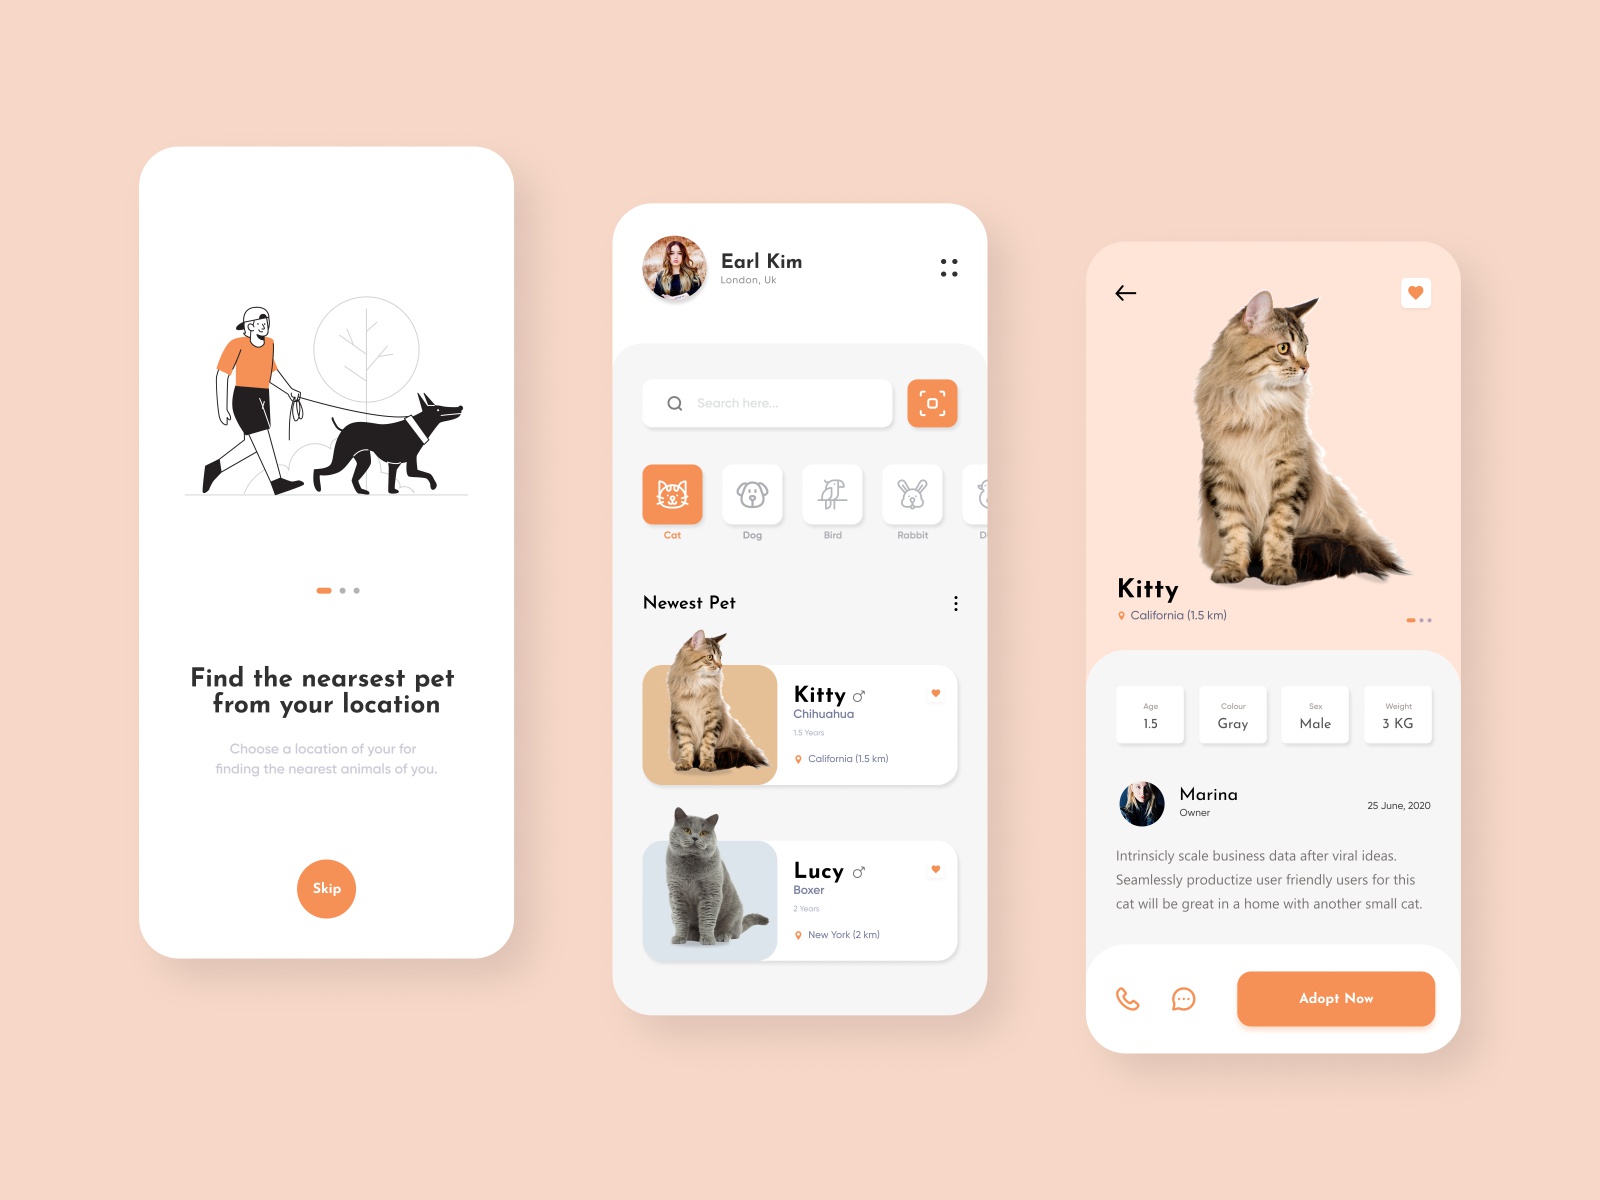 Find the nearsest pet
from your location
Choose a location of your for
finding the nearest animals of you.
Skip
Earl Kim
London, Uk
Search here...
Cat
Dog
Bird
Rabbit
D
Newest Pet
Kitty
Chihuahua
1.5 Years
California (1.5 km)
Lucy
Boxer
2 Years
New York (2 km)
Kitty
California (1.5 km)
Age
1.5
Colour
Gray
Sex
Male
Weight
3 KG
Marina
Owner
25 June, 2020
Intrinsicly scale business data after viral ideas.
Seamlessly productize user friendly users for this
cat will be great in a home with another small cat.
Adopt Now